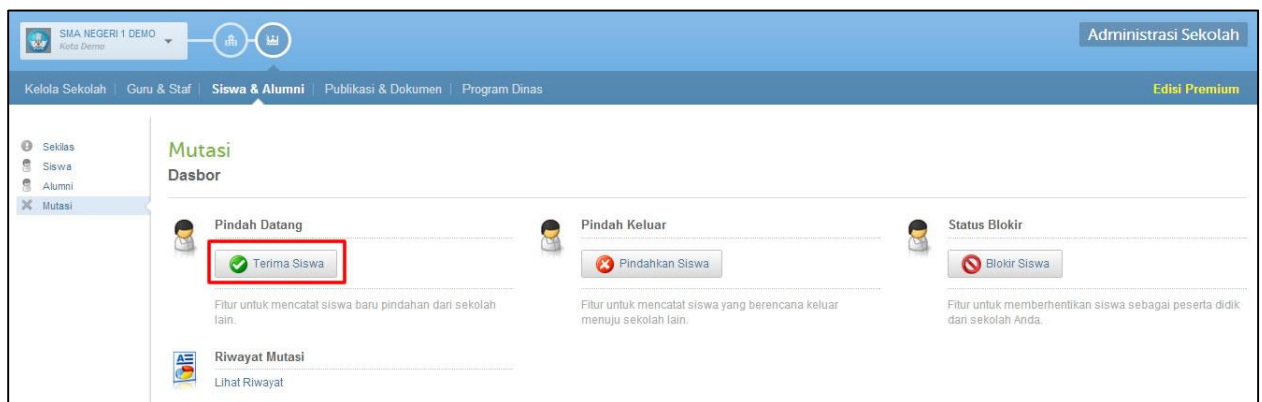 SMA NEGERI 1 DEMO
Kota Demo
Administrasi Sekolah
Kelola Sekolah | Guru & Staf | Siswa & Alumni | Publikasi & Dokumen | Program Dinas
Edisi Premium
Sekilas
Siswa
Alumni
Mutasi
Mutasi
Dasbor
Pindah Datang
Terima Siswa
Fitur untuk mencatat siswa baru pindahan dari sekolah
lain.
Pindah Keluar
Pindahkan Siswa
Fitur untuk mencatat siswa yang berencana keluar
menuju sekolah lain.
Status Blokir
Blokir Siswa
Fitur untuk memberhentikan siswa sebagai peserta didik
dari sekolah Anda.
Riwayat Mutasi
Lihat Riwayat